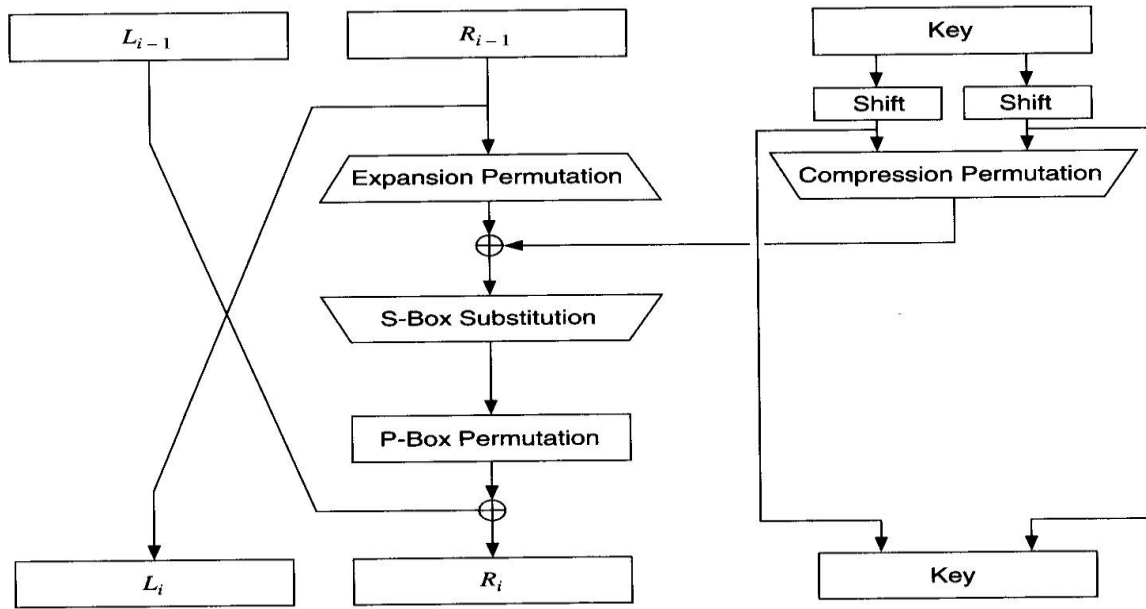 L_{i-1}
R_{i-1}
Key
Shift
Shift
Expansion Permutation
Compression Permutation
S-Box Substitution
P-Box Permutation
L_i
R_i
Key